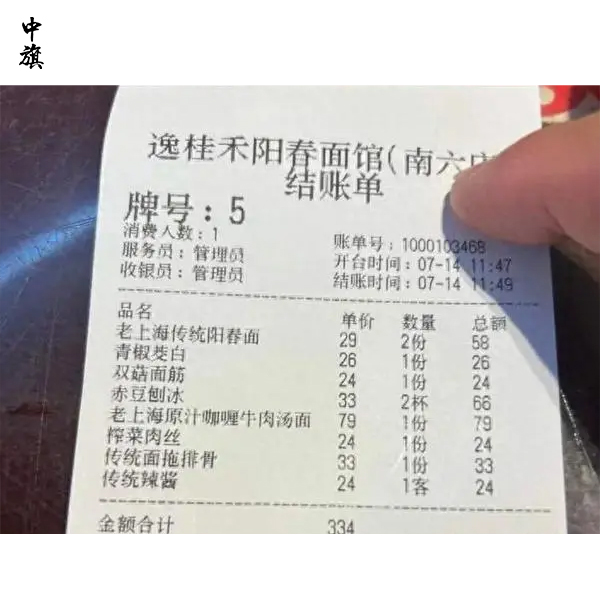 中旗
逸桂禾阳春面馆(南六
结账单
牌号: 5
消费人数: 1
服务员: 管理员
收银员: 管理员
账单号: 1000103468
开台时间: 07-14 11:47
结账时间: 07-14 11:49
品名 单价 数量 总额
老上海传统阳春面 29 2份 58
青椒茭白 26 1份 26
双菇面筋 24 1份 24
赤豆刨冰 33 2杯 66
老上海原汁咖喱牛肉汤面 79 1份 79
榨菜肉丝 24 1份 24
传统面拖排骨 33 1份 33
传统辣酱 24 1客 24
金额合计 334